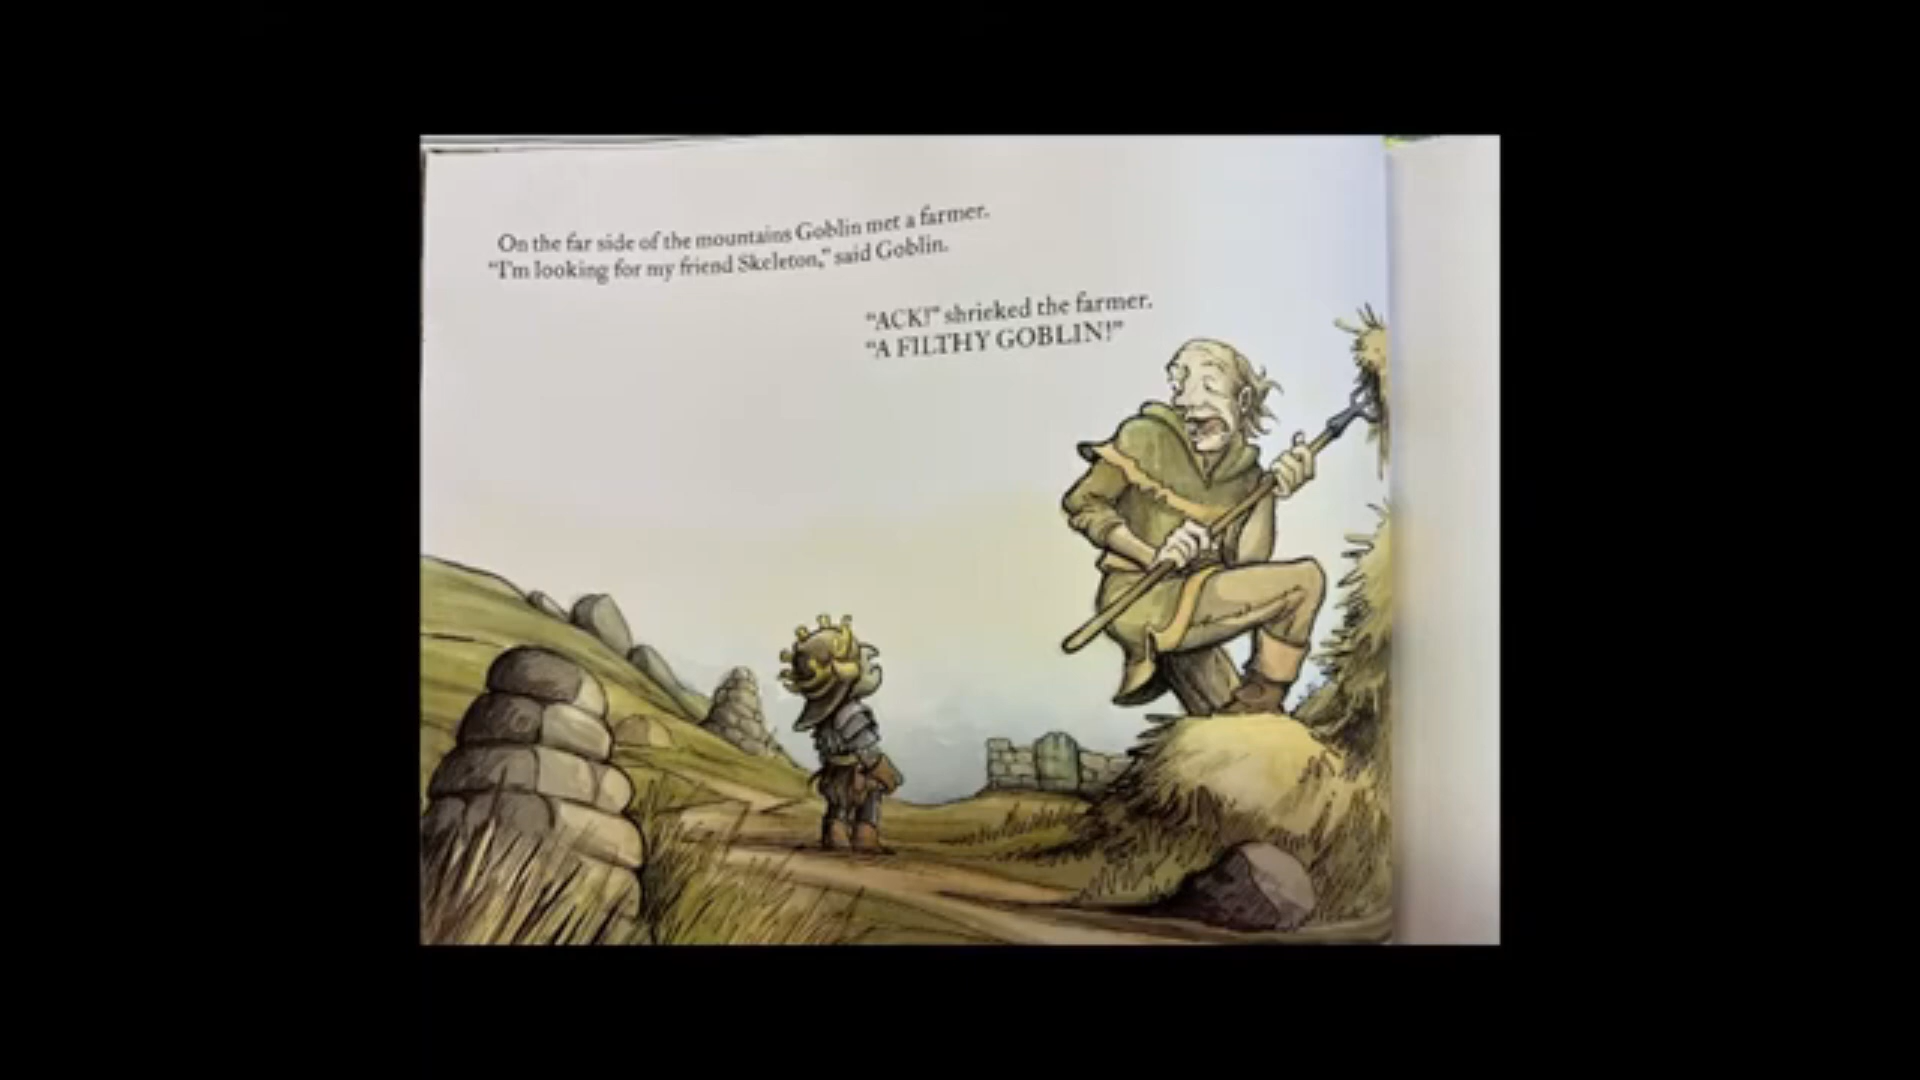 On the far side of the mountains Goblin met a farmer.
“I’m looking for my friend Skeleton,” said Goblin.
“ACK!” shrieked the farmer.
“A FILTHY GOBLIN!”